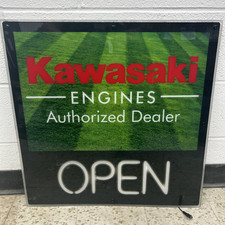 Kawasaki
ENGINES
Authorized Dealer
OPEN